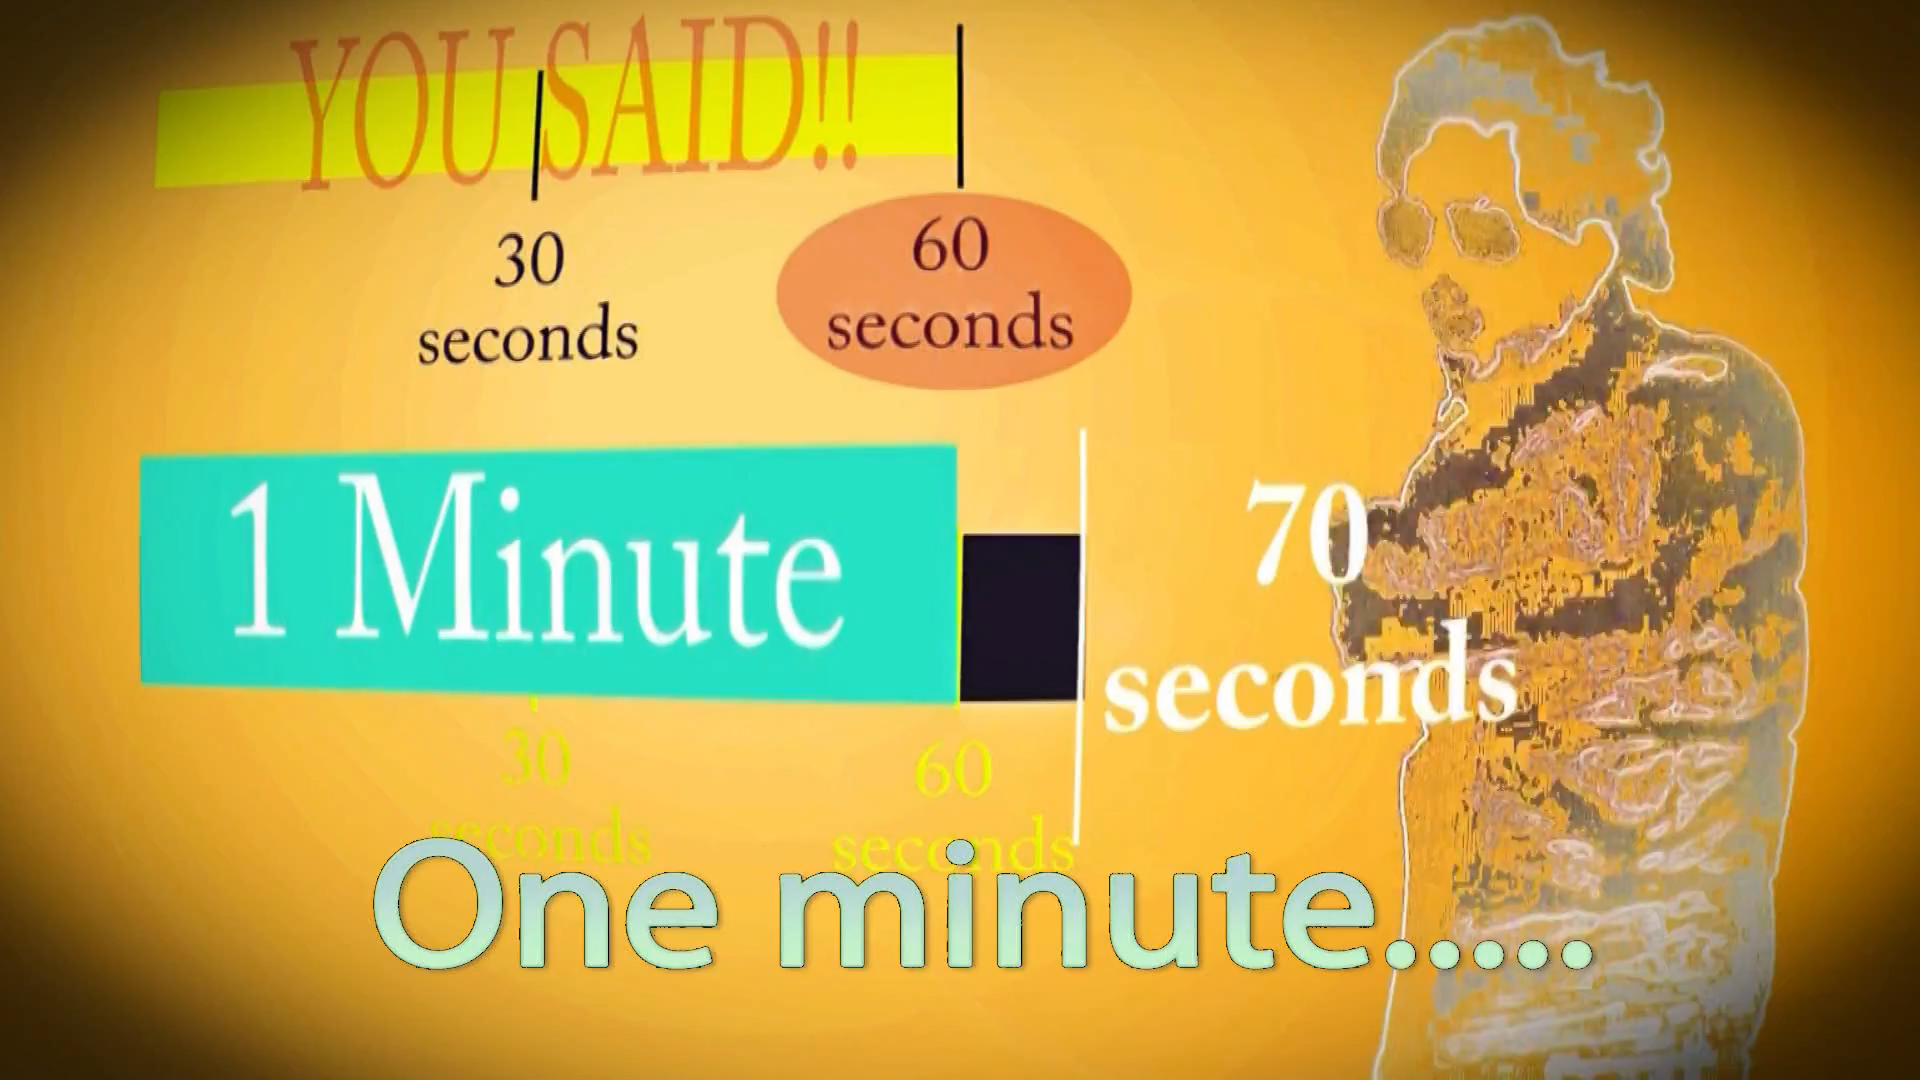 YOU SAID!!
30
seconds
60
seconds
1 Minute
70
seconds
30
seconds
60
seconds
One minute.....